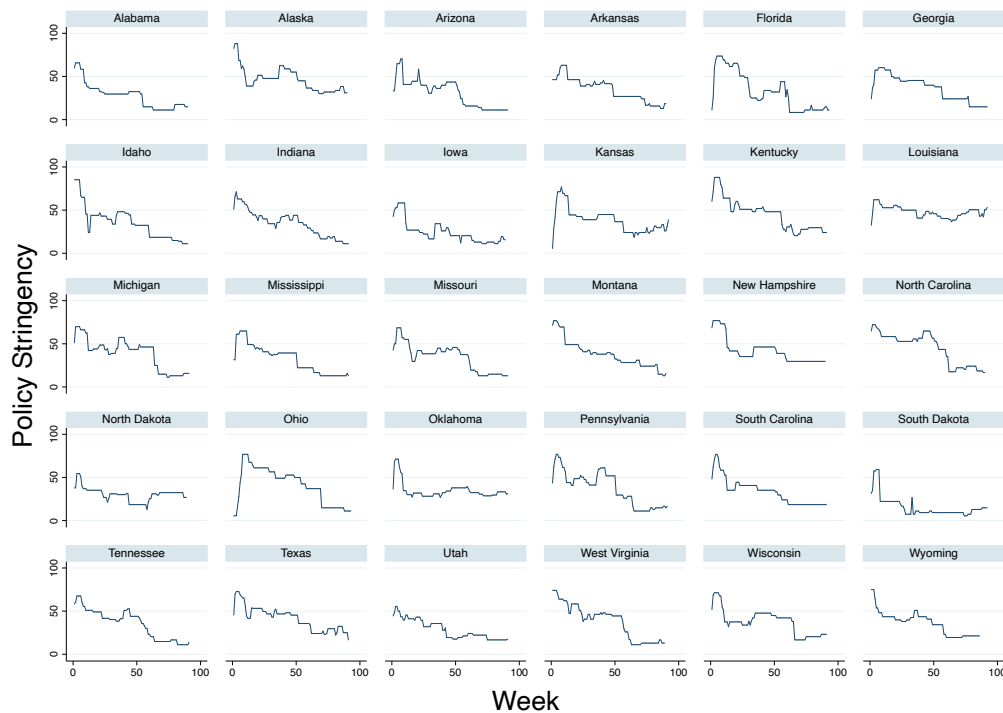 Alabama Alaska Arizona Arkansas Florida Georgia
0 50 100
Idaho Indiana Iowa Kansas Kentucky Louisiana
0 50 100
Michigan Mississippi Missouri Montana New Hampshire North Carolina
0 50 100
North Dakota Ohio Oklahoma Pennsylvania South Carolina South Dakota
0 50 100
Tennessee Texas Utah West Virginia Wisconsin Wyoming
0 50 100
0 50 100 0 50 100 0 50 100 0 50 100 0 50 100 0 50 100
Policy Stringency
Week